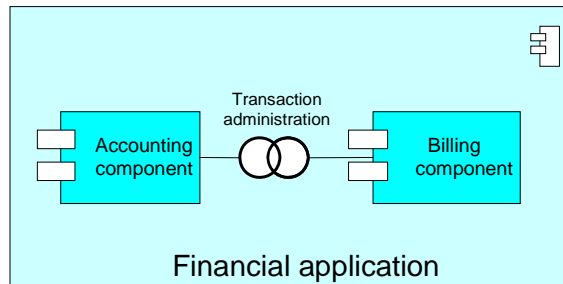 Transaction
administration
Accounting
component
Billing
component
Financial application